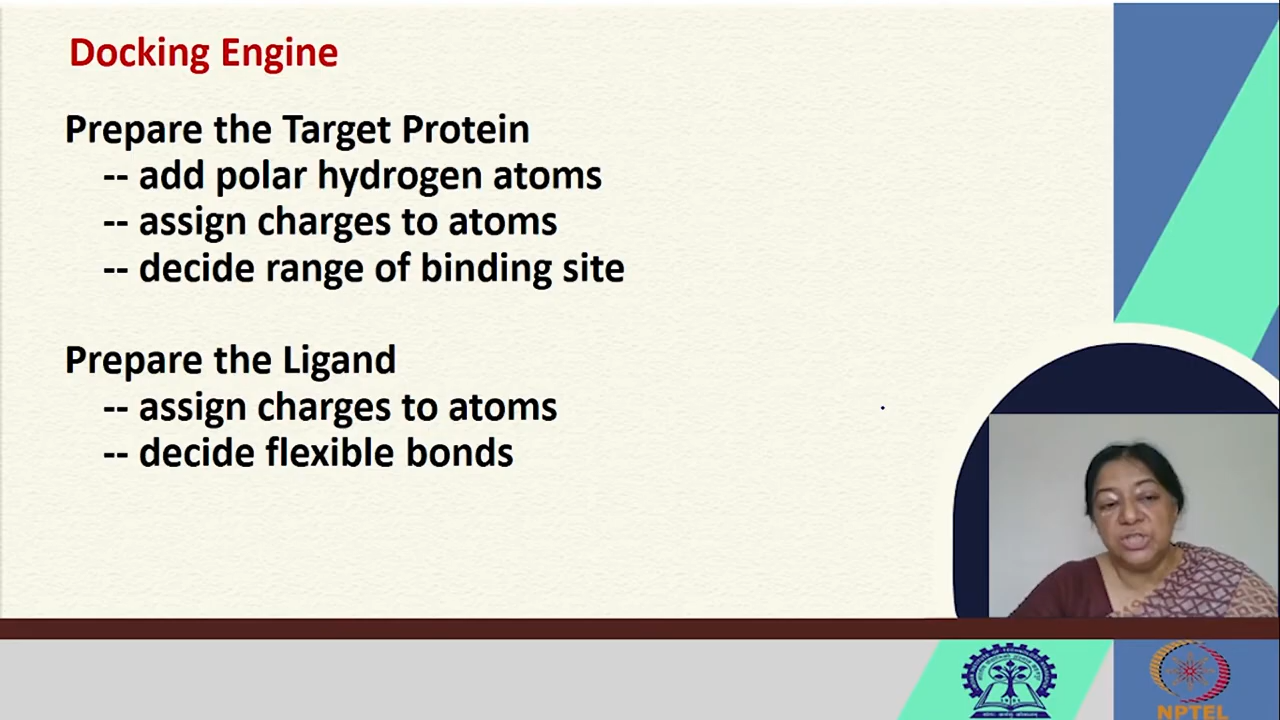 Docking Engine
Prepare the Target Protein
-- add polar hydrogen atoms
-- assign charges to atoms
-- decide range of binding site
Prepare the Ligand
-- assign charges to atoms
-- decide flexible bonds
NPTEL